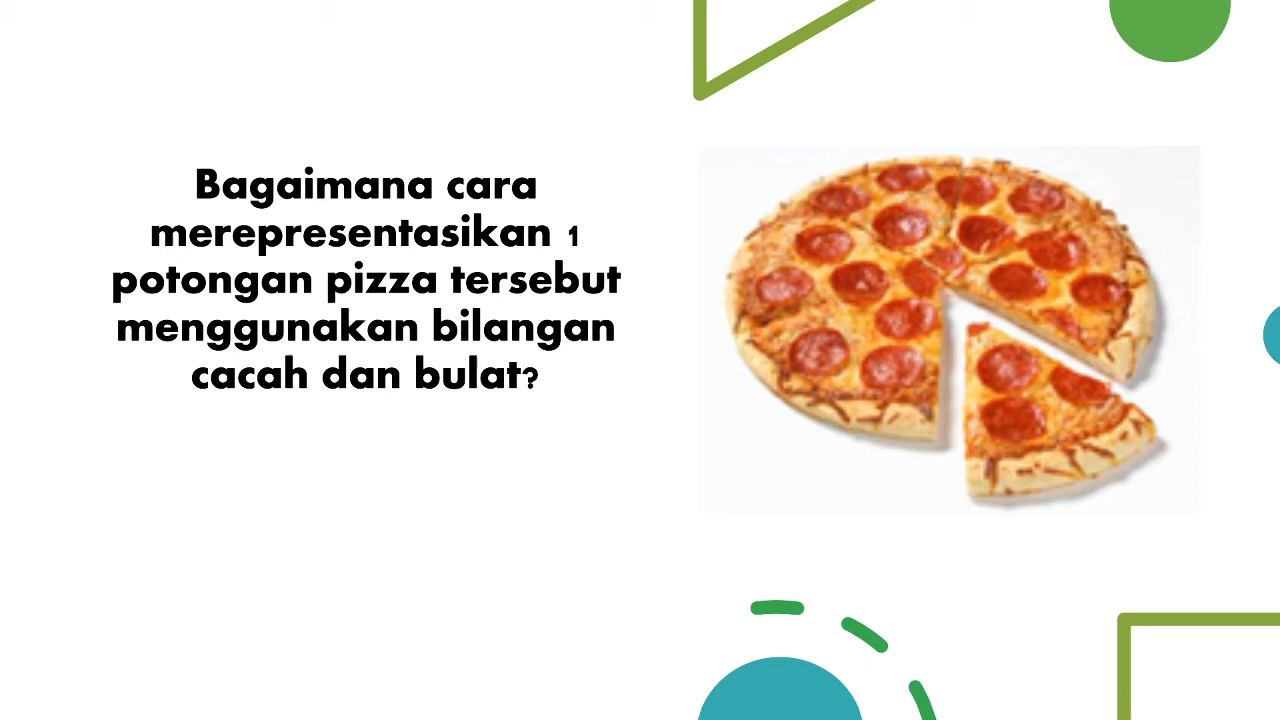 Bagaimana cara
merepresentasikan 1
potongan pizza tersebut
menggunakan bilangan
cacah dan bulat?